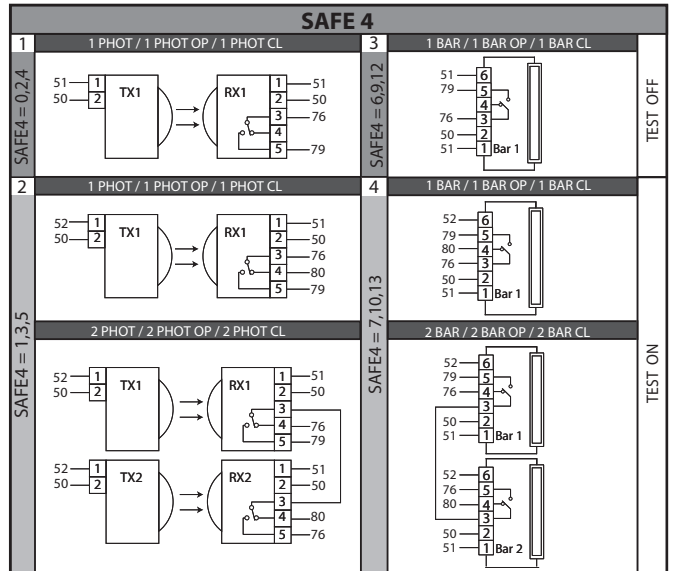 SAFE 4
1
1 PHOT / 1 PHOT OP / 1 PHOT CL
SAFE4 = 0,2,4
51 1
50 2
TX1
RX1
1 51
2 50
3 76
4
5 79
3
1 BAR / 1 BAR OP / 1 BAR CL
SAFE4 = 6,9,12
51 6
79 5
4
76 3
50 2
51 1 Bar 1
TEST OFF
2
1 PHOT / 1 PHOT OP / 1 PHOT CL
SAFE4 = 1,3,5
52 1
50 2
TX1
RX1
1 51
2 50
3 76
4 80
5 79
2 PHOT / 2 PHOT OP / 2 PHOT CL
52 1
50 2
TX1
RX1
1 51
2 50
3
4 76
5 79
52 1
50 2
TX2
RX2
1 51
2 50
3
4 80
5 76
4
1 BAR / 1 BAR OP / 1 BAR CL
SAFE4 = 7,10,13
52 6
79 5
80 4
76 3
50 2
51 1 Bar 1
2 BAR / 2 BAR OP / 2 BAR CL
52 6
79 5
76 4
3
50 2
51 1 Bar 1
52 6
76 5
80 4
3
50 2
51 1 Bar 2
TEST ON